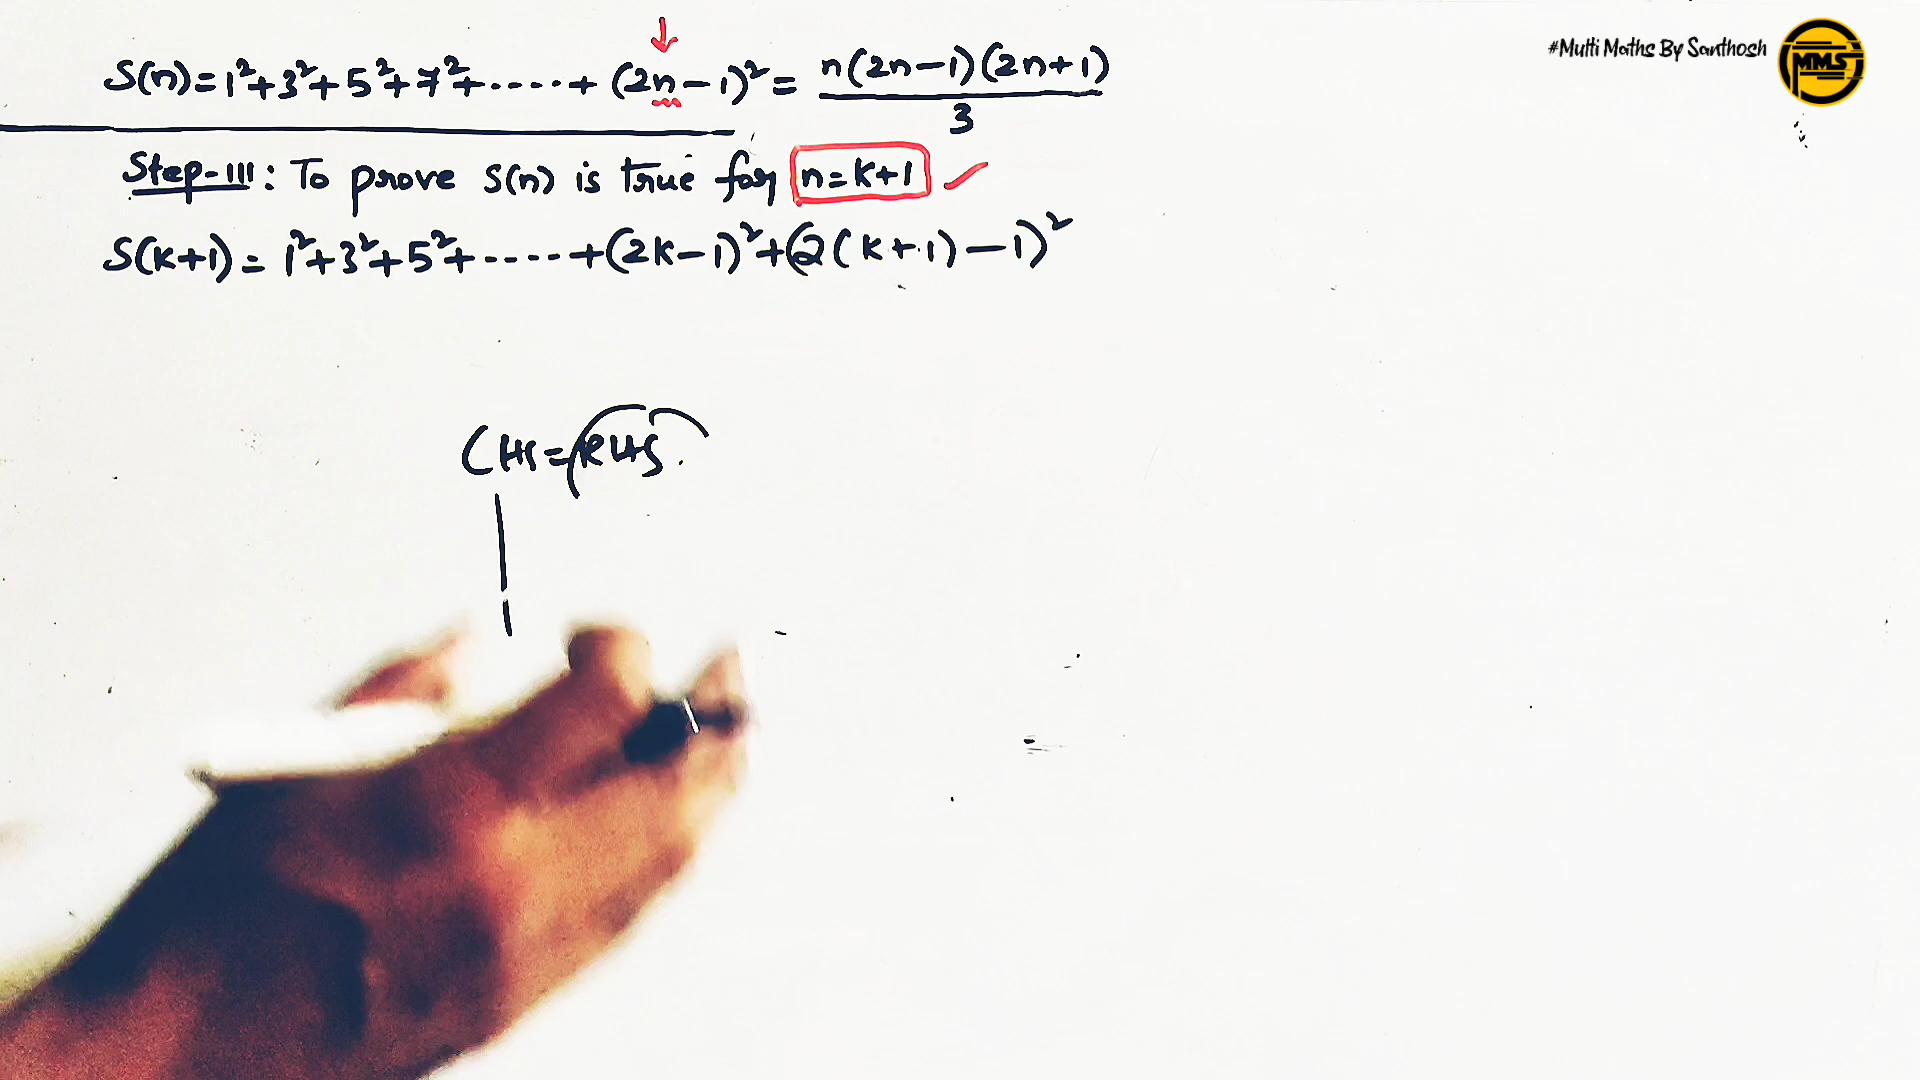 #Multi Maths By Santhosh
MMS
S(n) = 1²+3²+5²+7²+.....+(2n-1)² = n(2n-1)(2n+1)
3
Step-III: To prove S(n) is true for n=k+1 ✓
S(k+1) = 1²+3²+5²+.....+(2k-1)²+(2(k+1)-1)²
LHS=RHS.